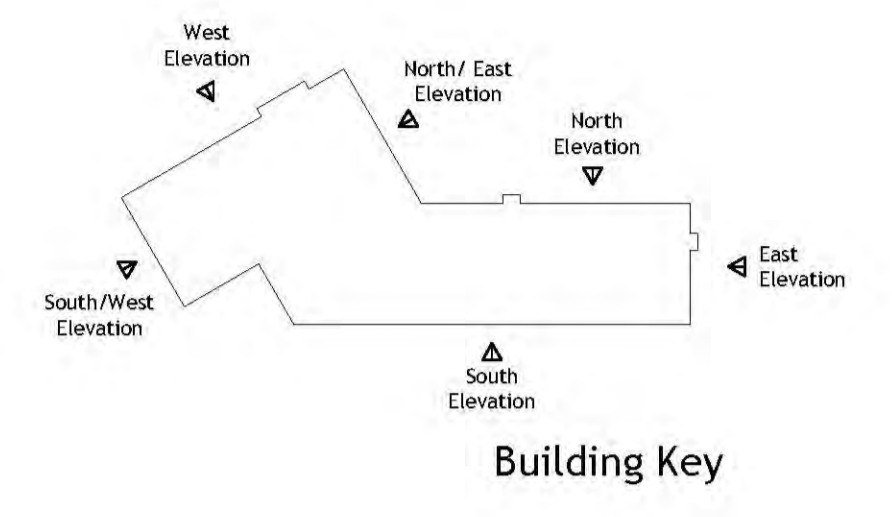 West
Elevation
North/ East
Elevation
North
Elevation
East
Elevation
South/West
Elevation
South
Elevation
Building Key